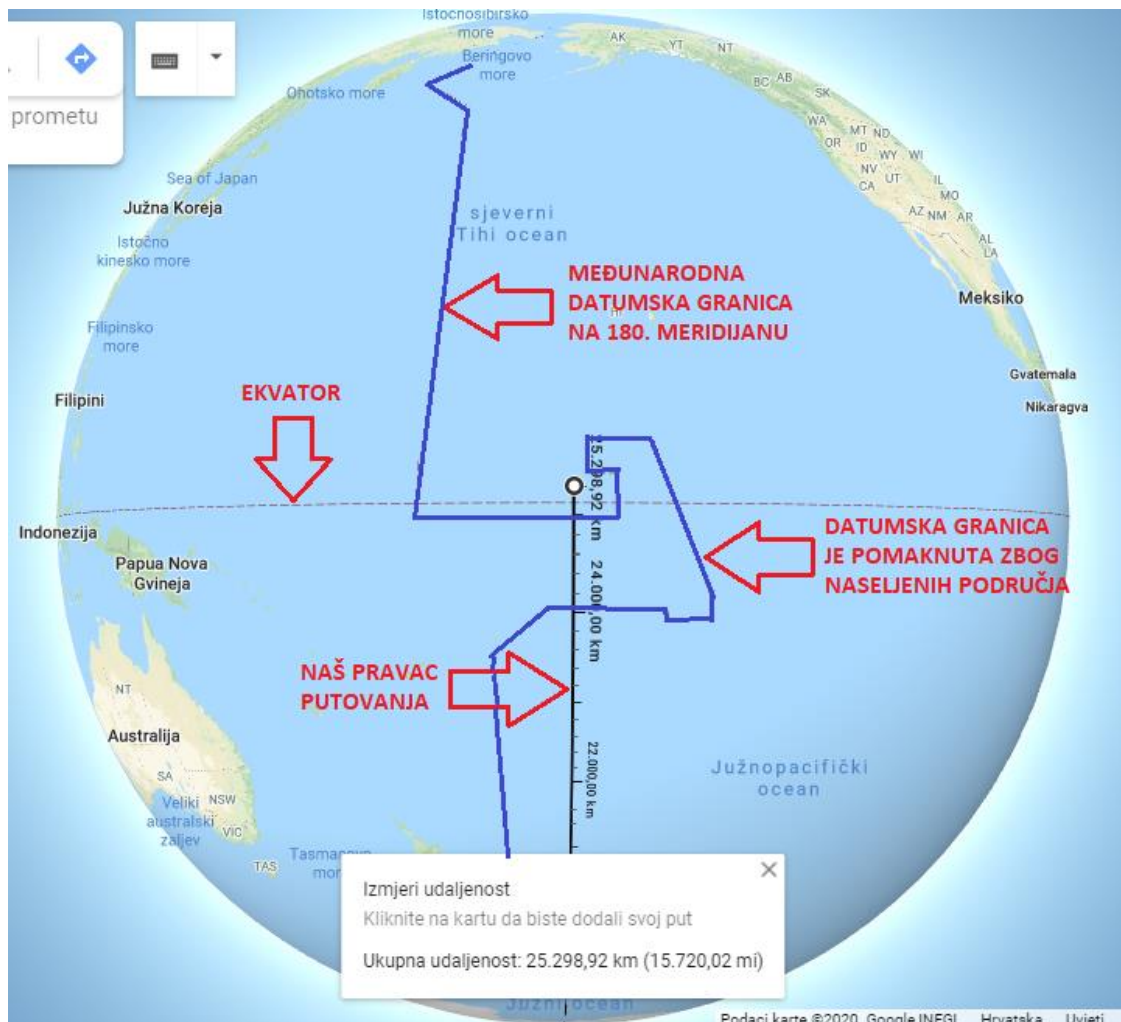 Istočnosibirsko
more
AK
YT
NT
prometu
Beringovo
more
Ohotsko more
BC
AB
SK
WA
MT
ND
OR
ID
WY
WI
NV
UT
IL
CA
MO
AZ
NM
AR
AL
LA
Sea of Japan
Južna Koreja
Istočno
kinesko more
sjeverni
Tihi ocean
MEĐUNARODNA
DATUMSKA GRANICA
NA 180. MERIDIJANU
HI
Meksiko
Filipinsko
more
Filipini
Gvatemala
Nikaragva
EKVATOR
25.298,92 km
Indonezija
Papua Nova
Gvineja
DATUMSKA GRANICA
JE POMAKNUTA ZBOG
NASELJENIH PODRUČJA
24.000,00 km
NAŠ PRAVAC
PUTOVANJA
NT
Australija
SA
NSW
Veliki
australski
zaljev
VIC
TAS
22.000,00 km
Južnopacifički
ocean
Tasmanovo
mor
Izmjeri udaljenost
Kliknite na kartu da biste dodali svoj put
Ukupna udaljenost: 25.298,92 km (15.720,02 mi)
Južni ocean
Podaci karte ©2020 Google INEGI Hrvatska Uvjeti